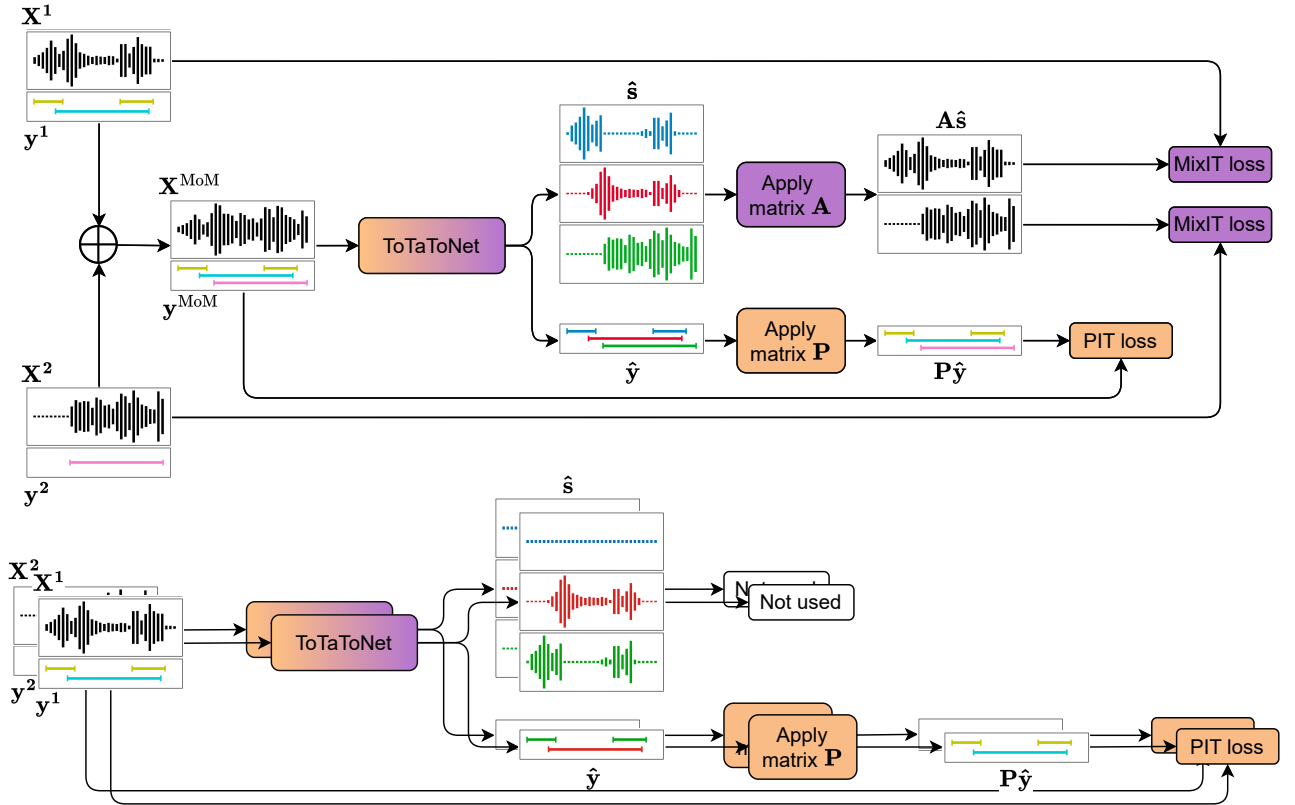 X¹
y¹
X^MoM
y^MoM
ToTaToNet
ŝ
Apply
matrix A
Aŝ
MixIT loss
MixIT loss
ŷ
Apply
matrix P
Pŷ
PIT loss
X²
y²
ŝ
X²
X¹
y²
y¹
ToTaToNet
Not used
ŷ
Apply
matrix P
Pŷ
PIT loss